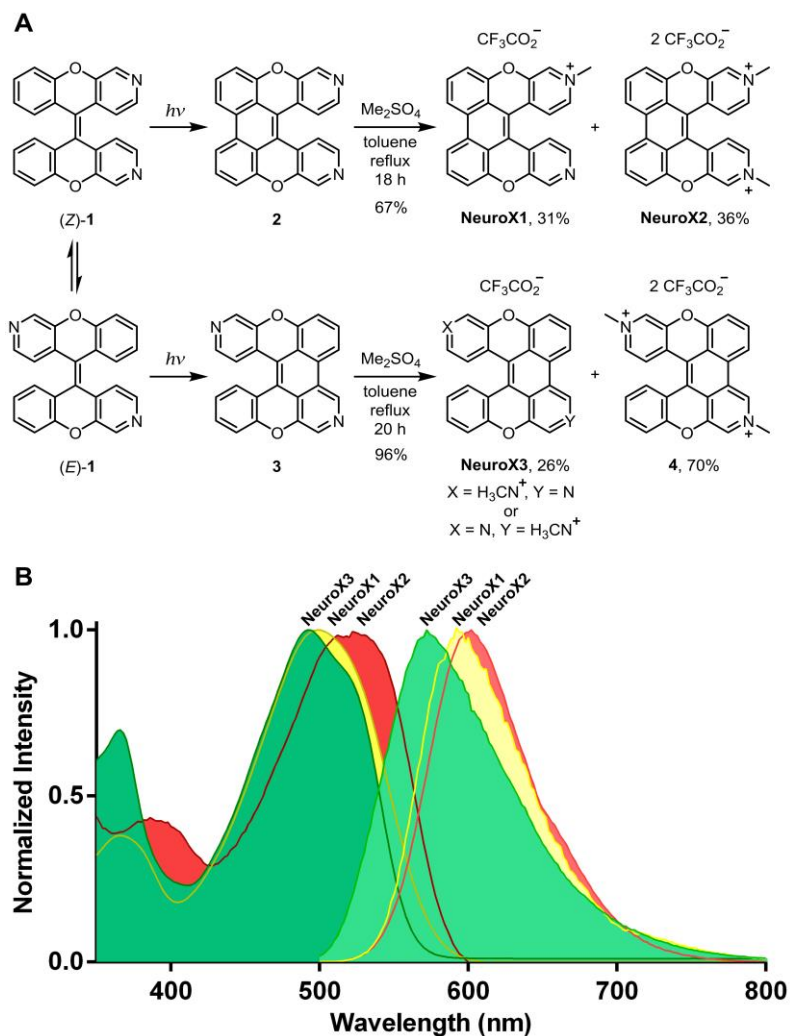 A
CF₃CO₂⁻ 2 CF₃CO₂⁻
O N O N O N⁺ O N⁺
hν Me₂SO₄
toluene
reflux
18 h +
67%
O N O N O N O N⁺
(Z)-1 2 NeuroX1, 31% NeuroX2, 36%
CF₃CO₂⁻ 2 CF₃CO₂⁻
N O N O X O N⁺ O
hν Me₂SO₄
toluene
reflux
20 h +
96%
O N O N O Y O N⁺
(E)-1 3 NeuroX3, 26% 4, 70%
X = H₃CN⁺, Y = N
or
X = N, Y = H₃CN⁺
B
NeuroX3 NeuroX1 NeuroX2 NeuroX3 NeuroX1 NeuroX2
1.0
0.5
0.0
Normalized Intensity
400 500 600 700 800
Wavelength (nm)